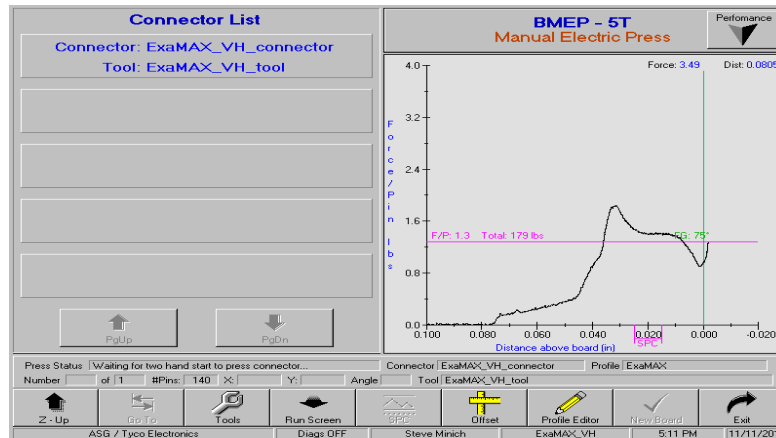 Connector List
Connector: ExaMAX_VH_connector
Tool: ExaMAX_VH_tool
PgUp
PgDn
BMEP - 5T
Manual Electric Press
Perfomance
Force: 3.49 Dist: 0.0805
4.0
3.2
2.4
1.6
0.8
0.0
Force/Pin lbs
F/P: 1.3 Total: 179 lbs
FG: 75°
0.100 0.080 0.060 0.040 0.020 0.000 -0.020
Distance above board (in)
SPC
Press Status Waiting for two hand start to press connector... Connector ExaMAX_VH_connector Profile ExaMAX
Number of 1 #Pins: 140 X: Y: Angle Tool ExaMAX_VH_tool
Z - Up Go To Tools Run Screen SPC Offset Profile Editor New Board Exit
ASG / Tyco Electronics Diags OFF Steve Minich ExaMAX_VH 5:11 PM 11/11/20